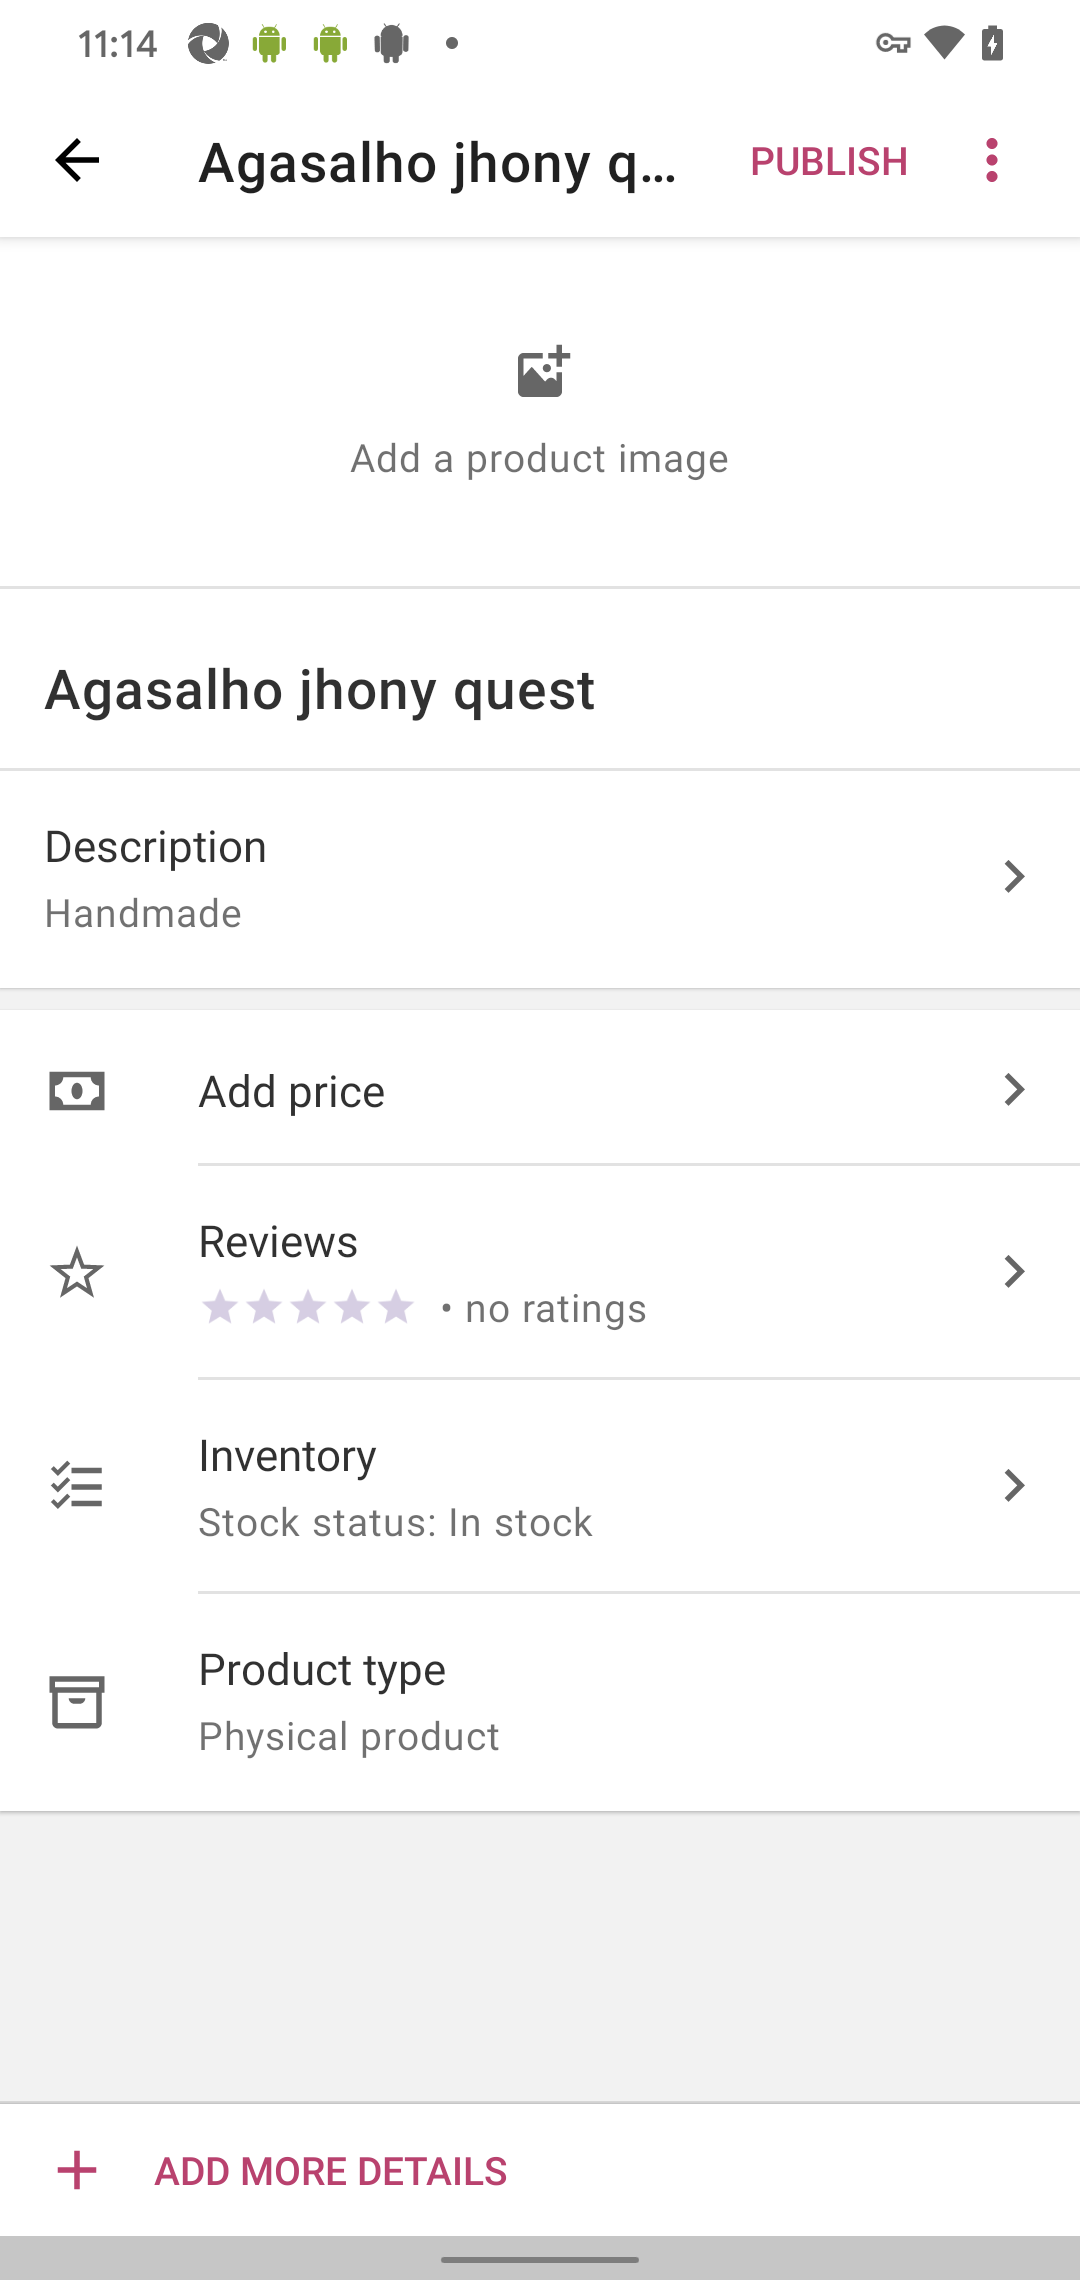 11:14
Agasalho jhony q...
PUBLISH
Add a product image
Agasalho jhony quest
Description
Handmade
Add price
Reviews
• no ratings
Inventory
Stock status: In stock
Product type
Physical product
ADD MORE DETAILS